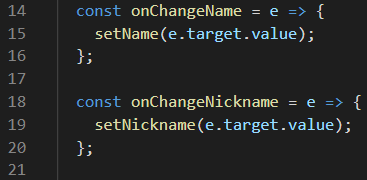 14 const onChangeName = e => {
15 setName(e.target.value);
16 };
17
18 const onChangeNickname = e => {
19 setNickname(e.target.value);
20 };
21